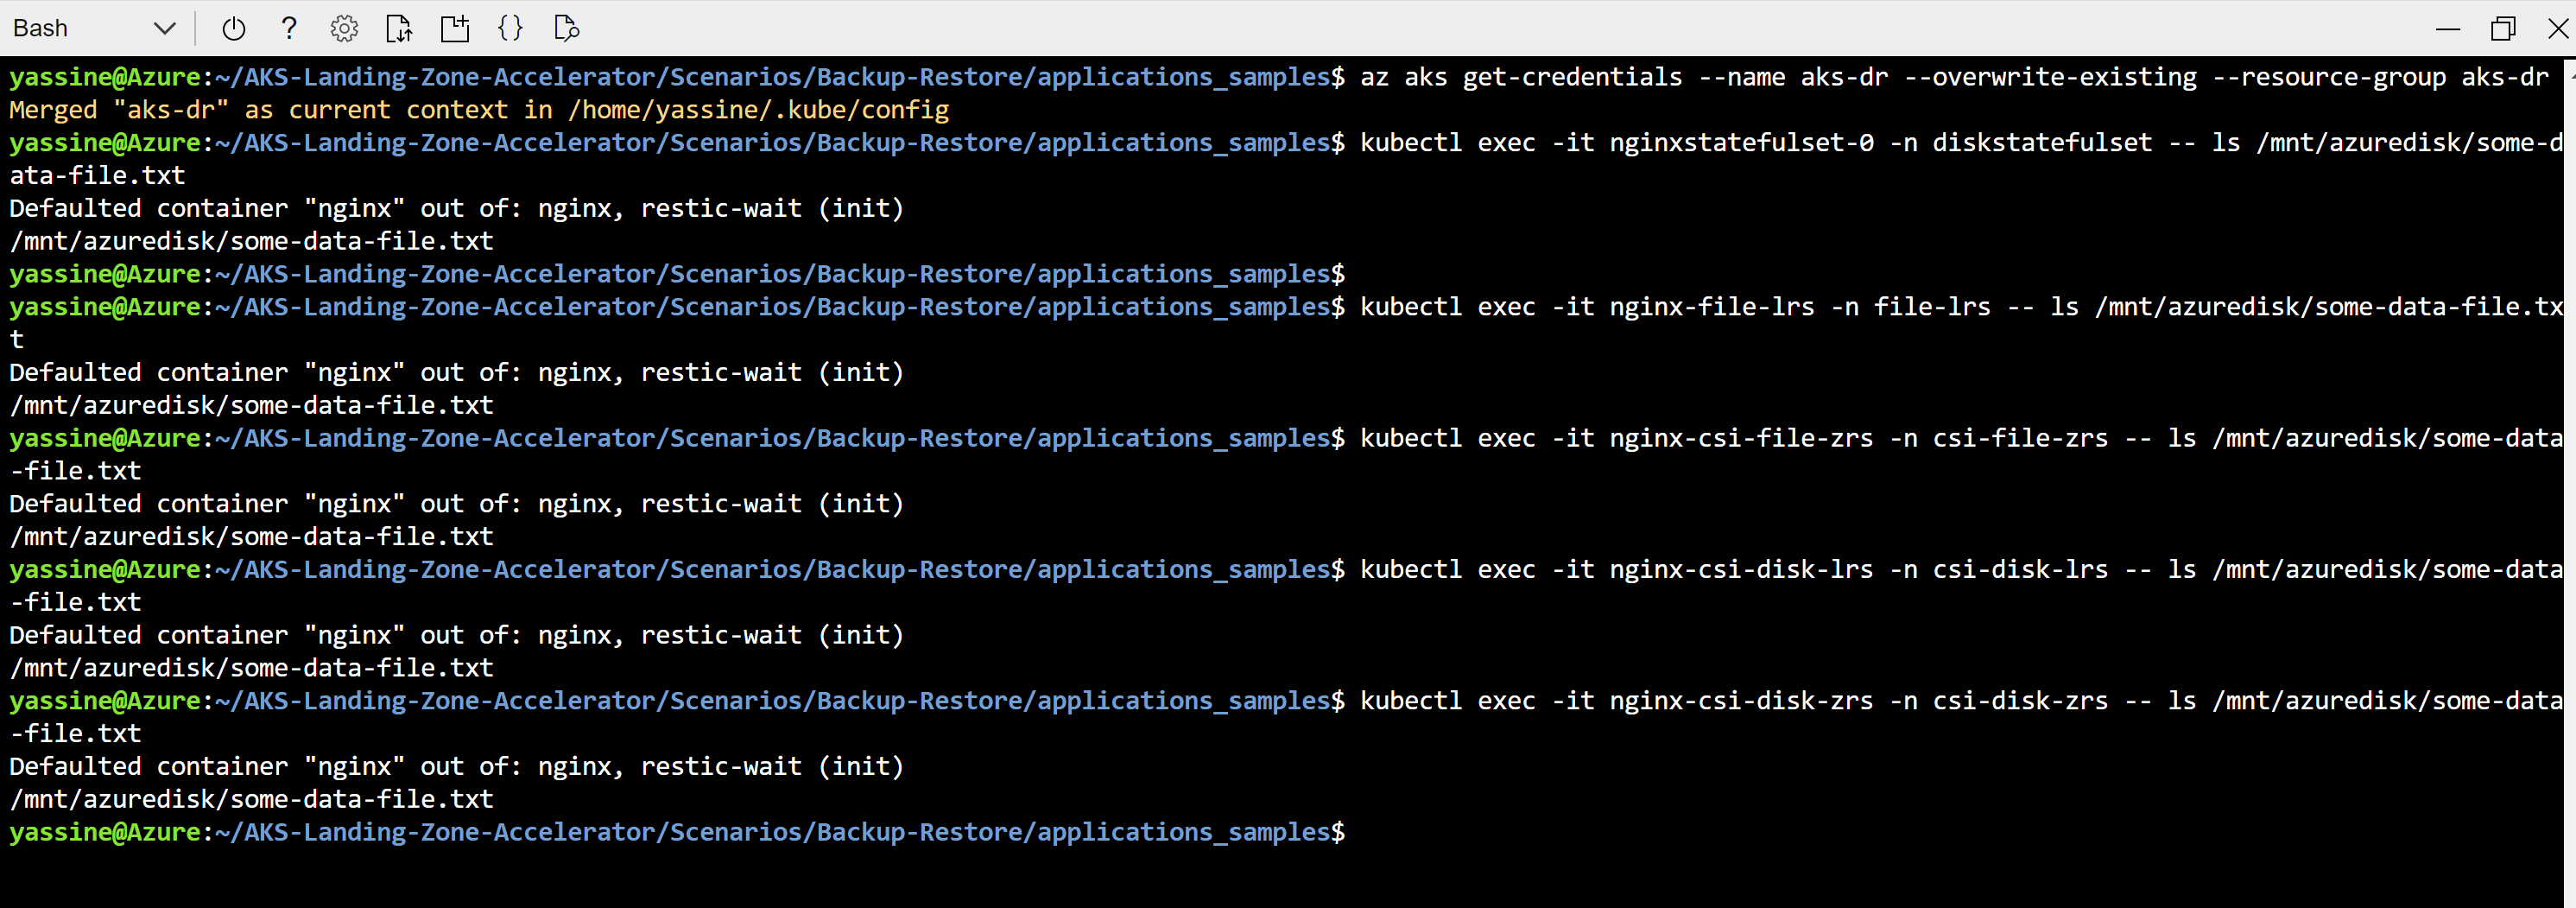 Bash
yassine@Azure:~/AKS-Landing-Zone-Accelerator/Scenarios/Backup-Restore/applications_samples$ az aks get-credentials --name aks-dr --overwrite-existing --resource-group aks-dr
Merged "aks-dr" as current context in /home/yassine/.kube/config
yassine@Azure:~/AKS-Landing-Zone-Accelerator/Scenarios/Backup-Restore/applications_samples$ kubectl exec -it nginxstatefulset-0 -n diskstatefulset -- ls /mnt/azuredisk/some-d
ata-file.txt
Defaulted container "nginx" out of: nginx, restic-wait (init)
/mnt/azuredisk/some-data-file.txt
yassine@Azure:~/AKS-Landing-Zone-Accelerator/Scenarios/Backup-Restore/applications_samples$
yassine@Azure:~/AKS-Landing-Zone-Accelerator/Scenarios/Backup-Restore/applications_samples$ kubectl exec -it nginx-file-lrs -n file-lrs -- ls /mnt/azuredisk/some-data-file.tx
t
Defaulted container "nginx" out of: nginx, restic-wait (init)
/mnt/azuredisk/some-data-file.txt
yassine@Azure:~/AKS-Landing-Zone-Accelerator/Scenarios/Backup-Restore/applications_samples$ kubectl exec -it nginx-csi-file-zrs -n csi-file-zrs -- ls /mnt/azuredisk/some-data
-file.txt
Defaulted container "nginx" out of: nginx, restic-wait (init)
/mnt/azuredisk/some-data-file.txt
yassine@Azure:~/AKS-Landing-Zone-Accelerator/Scenarios/Backup-Restore/applications_samples$ kubectl exec -it nginx-csi-disk-lrs -n csi-disk-lrs -- ls /mnt/azuredisk/some-data
-file.txt
Defaulted container "nginx" out of: nginx, restic-wait (init)
/mnt/azuredisk/some-data-file.txt
yassine@Azure:~/AKS-Landing-Zone-Accelerator/Scenarios/Backup-Restore/applications_samples$ kubectl exec -it nginx-csi-disk-zrs -n csi-disk-zrs -- ls /mnt/azuredisk/some-data
-file.txt
Defaulted container "nginx" out of: nginx, restic-wait (init)
/mnt/azuredisk/some-data-file.txt
yassine@Azure:~/AKS-Landing-Zone-Accelerator/Scenarios/Backup-Restore/applications_samples$